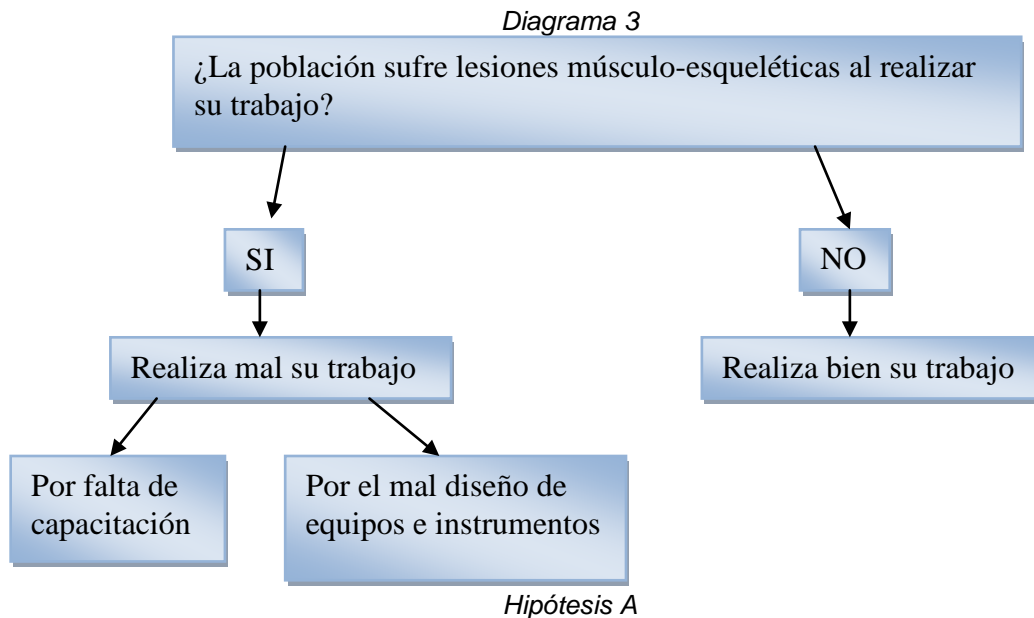 Diagrama 3
¿La población sufre lesiones músculo-esqueléticas al realizar
su trabajo?
SI
NO
Realiza mal su trabajo
Realiza bien su trabajo
Por falta de
capacitación
Por el mal diseño de
equipos e instrumentos
Hipótesis A